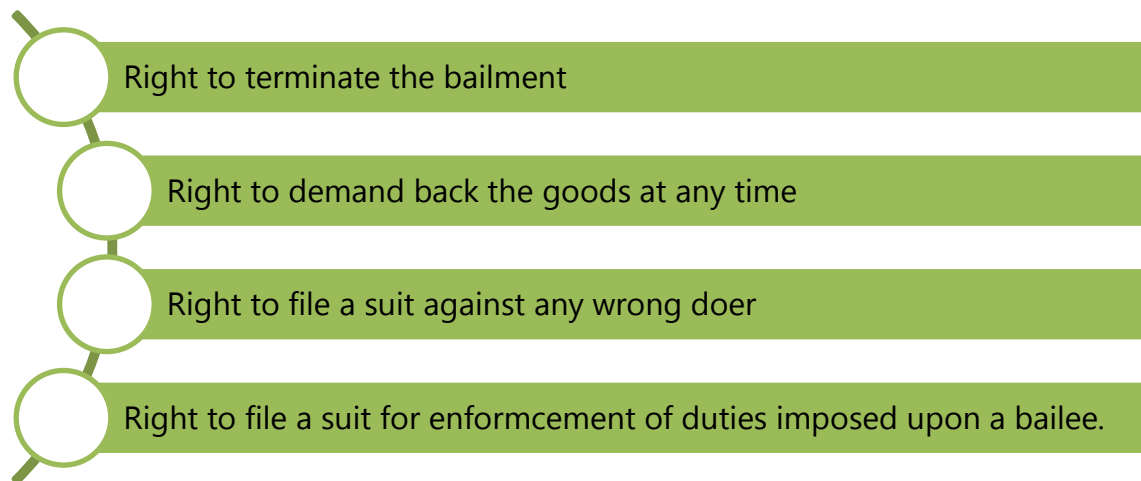 Right to terminate the bailment
Right to demand back the goods at any time
Right to file a suit against any wrong doer
Right to file a suit for enformcement of duties imposed upon a bailee.